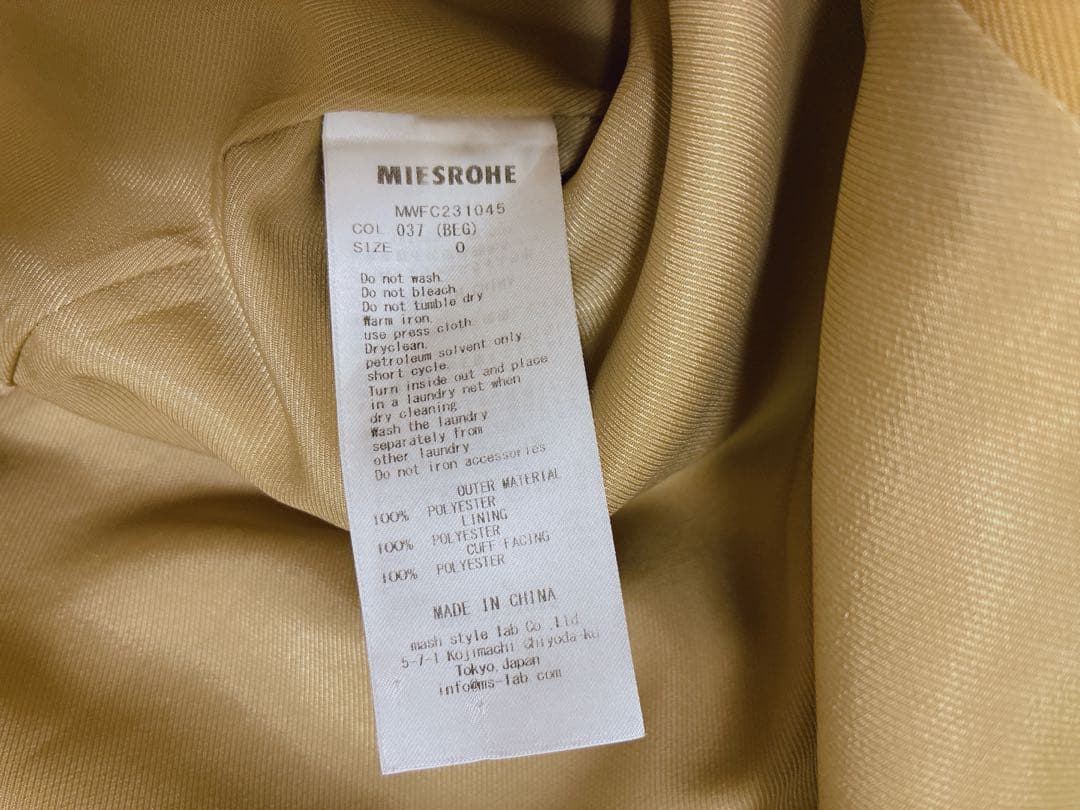 MIESROHE
MWFC231045
COL 037 (BEG)
SIZE 0
Do not wash
Do not bleach
Do not tumble dry
Warm iron.
use press cloth
Dryclean.
petroleum solvent only
short cycle
Turn inside out and place
in a laundry net when
dry cleaning
Wash the laundry
separately from
other laundry
Do not iron accessories
OUTER MATERIAL
100% POLYESTER
LINING
100% POLYESTER
CUFF FACING
100% POLYESTER
MADE IN CHINA
mash style lab Co.,Ltd
5-7-1 Kojimachi Chiyoda-ku
Tokyo,Japan
info@ms-lab.com